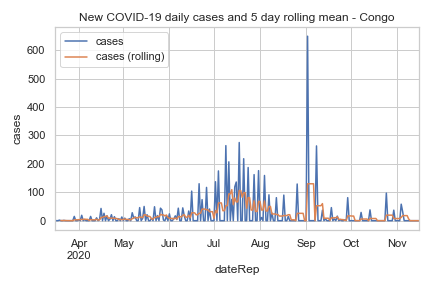 New COVID-19 daily cases and 5 day rolling mean - Congo
cases
cases (rolling)
cases
600
500
400
300
200
100
0
Apr May Jun Jul Aug Sep Oct Nov
2020
dateRep